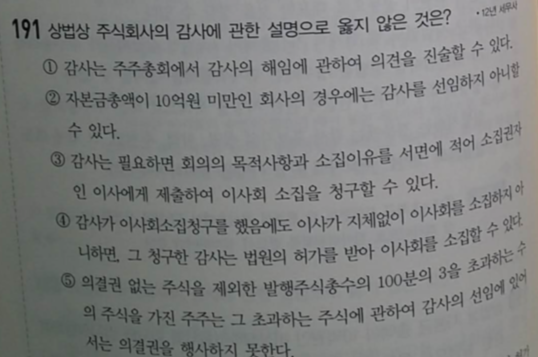 191 상법상 주식회사의 감사에 관한 설명으로 옳지 않은 것은? • 12년 세무사
① 감사는 주주총회에서 감사의 해임에 관하여 의견을 진술할 수 있다.
② 자본금총액이 10억원 미만인 회사의 경우에는 감사를 선임하지 아니할
수 있다.
③ 감사는 필요하면 회의의 목적사항과 소집이유를 서면에 적어 소집권자
인 이사에게 제출하여 이사회 소집을 청구할 수 있다.
④ 감사가 이사회소집청구를 했음에도 이사가 지체없이 이사회를 소집하지 아
니하면, 그 청구한 감사는 법원의 허가를 받아 이사회를 소집할 수 있다.
⑤ 의결권 없는 주식을 제외한 발행주식총수의 100분의 3을 초과하는 수
의 주식을 가진 주주는 그 초과하는 주식에 관하여 감사의 선임에 있어
서는 의결권을 행사하지 못한다.